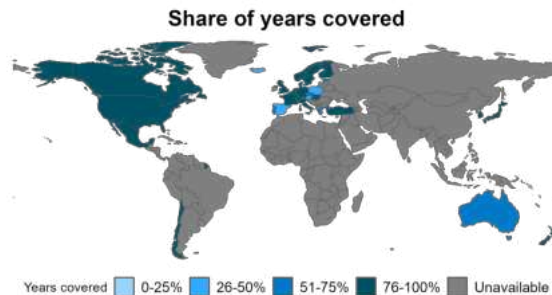 Share of years covered
Years covered 0-25% 26-50% 51-75% 76-100% Unavailable